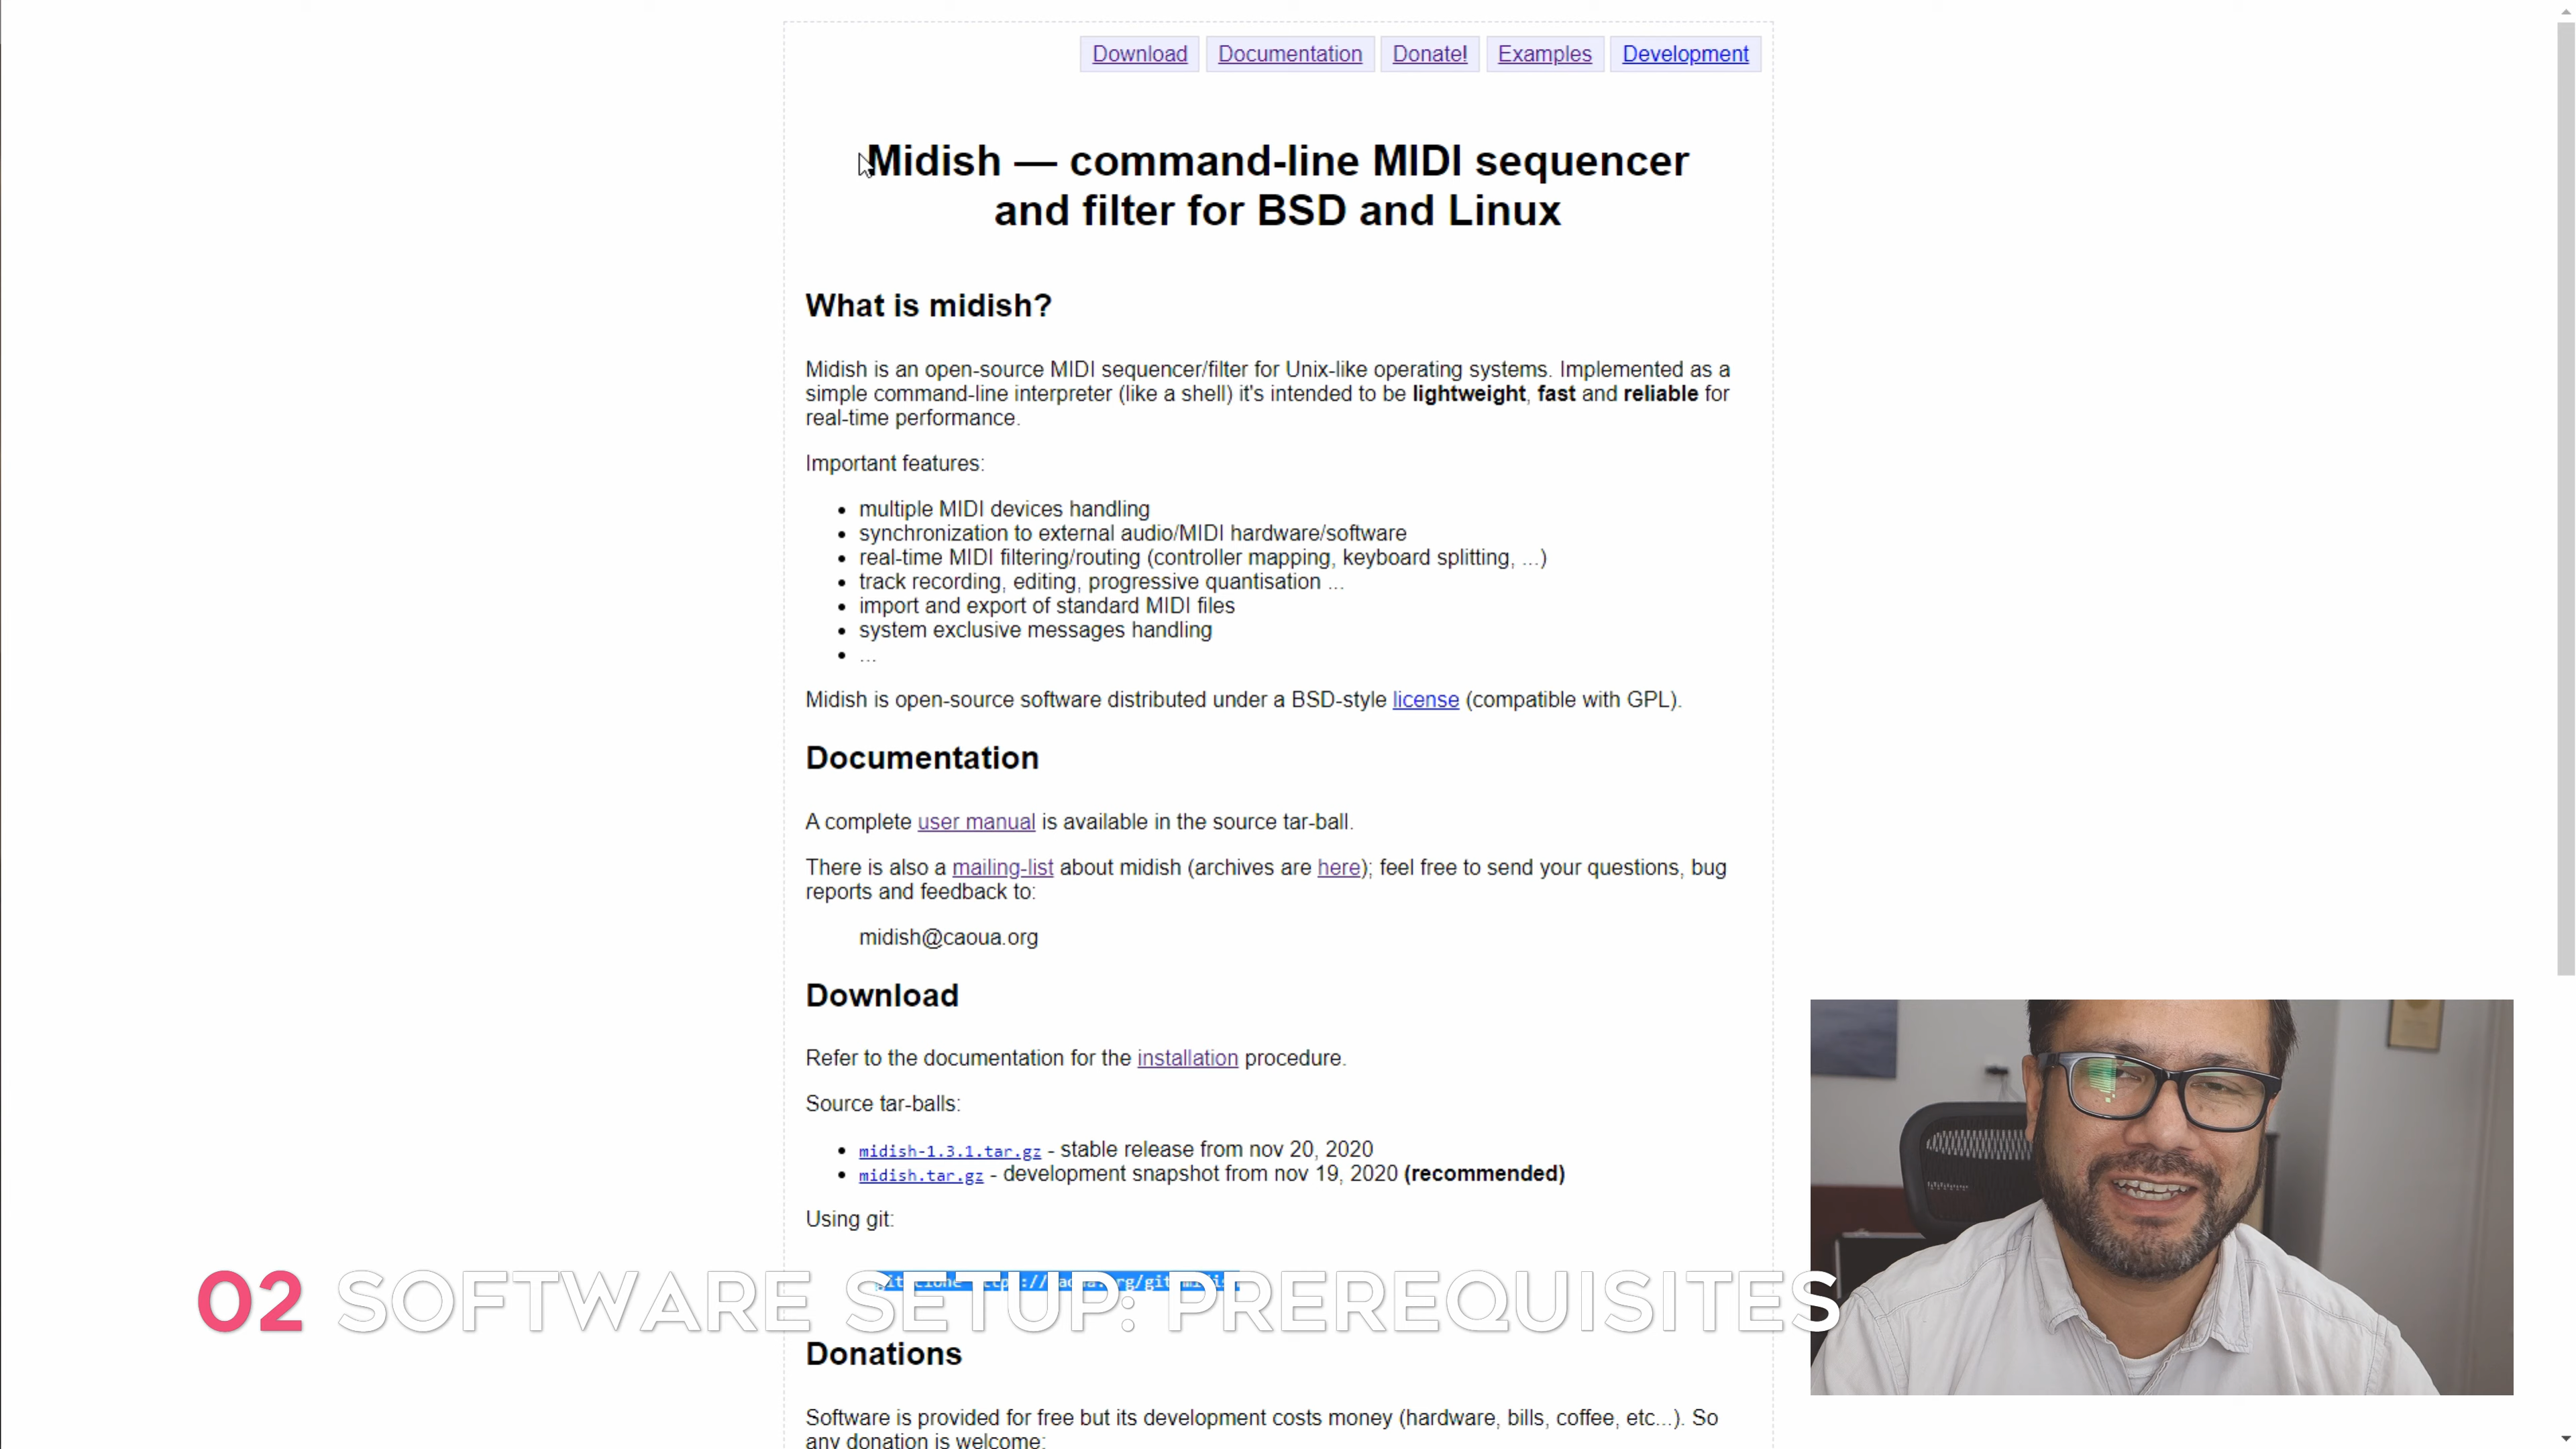 Download Documentation Donate! Examples Development
Midish — command-line MIDI sequencer
and filter for BSD and Linux
What is midish?
Midish is an open-source MIDI sequencer/filter for Unix-like operating systems. Implemented as a
simple command-line interpreter (like a shell) it's intended to be lightweight, fast and reliable for
real-time performance.
Important features:
• multiple MIDI devices handling
• synchronization to external audio/MIDI hardware/software
• real-time MIDI filtering/routing (controller mapping, keyboard splitting, ...)
• track recording, editing, progressive quantisation ...
• import and export of standard MIDI files
• system exclusive messages handling
• ...
Midish is open-source software distributed under a BSD-style license (compatible with GPL).
Documentation
A complete user manual is available in the source tar-ball.
There is also a mailing-list about midish (archives are here); feel free to send your questions, bug
reports and feedback to:
midish@caoua.org
Download
Refer to the documentation for the installation procedure.
Source tar-balls:
• midish-1.3.1.tar.gz - stable release from nov 20, 2020
• midish.tar.gz - development snapshot from nov 19, 2020 (recommended)
Using git:
02 SOFTWARE SETUP: PREREQUISITES
Donations
Software is provided for free but its development costs money (hardware, bills, coffee, etc...). So
any donation is welcome: